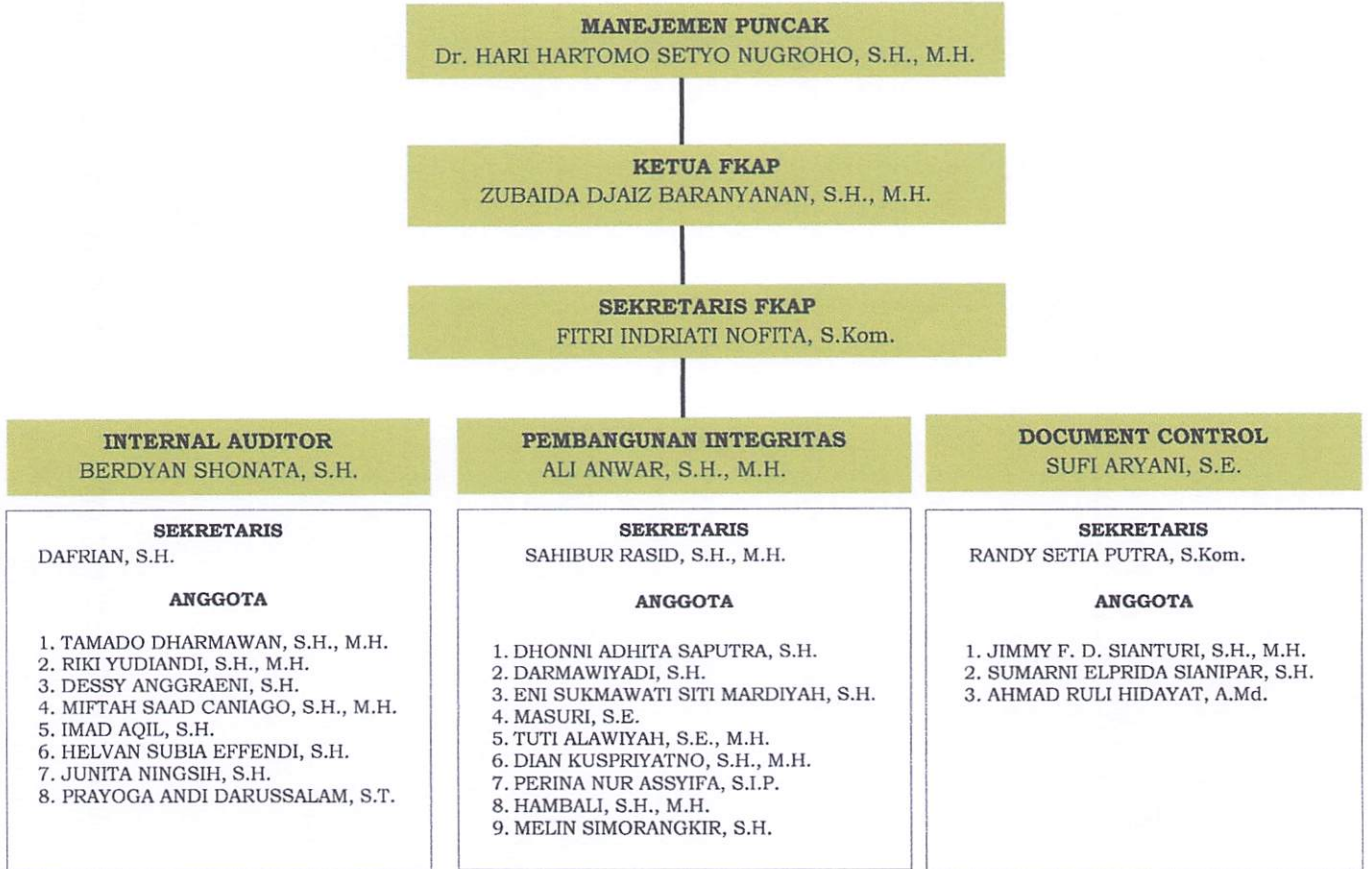 MANEJEMEN PUNCAK
Dr. HARI HARTOMO SETYO NUGROHO, S.H., M.H.
KETUA FKAP
ZUBAIDA DJAIZ BARANYANAN, S.H., M.H.
SEKRETARIS FKAP
FITRI INDRIATI NOFITA, S.Kom.
INTERNAL AUDITOR
BERDYAN SHONATA, S.H.
SEKRETARIS
DAFRIAN, S.H.
ANGGOTA
1. TAMADO DHARMAWAN, S.H., M.H.
2. RIKI YUDIANDI, S.H., M.H.
3. DESSY ANGGRAENI, S.H.
4. MIFTAH SAAD CANIAGO, S.H., M.H.
5. IMAD AQIL, S.H.
6. HELVAN SUBIA EFFENDI, S.H.
7. JUNITA NINGSIH, S.H.
8. PRAYOGA ANDI DARUSSALAM, S.T.
PEMBANGUNAN INTEGRITAS
ALI ANWAR, S.H., M.H.
SEKRETARIS
SAHIBUR RASID, S.H., M.H.
ANGGOTA
1. DHONNI ADHITA SAPUTRA, S.H.
2. DARMAWIYADI, S.H.
3. ENI SUKMAWATI SITI MARDIYAH, S.H.
4. MASURI, S.E.
5. TUTI ALAWIYAH, S.E., M.H.
6. DIAN KUSPRIYATNO, S.H., M.H.
7. PERINA NUR ASSYIFA, S.I.P.
8. HAMBALI, S.H., M.H.
9. MELIN SIMORANGKIR, S.H.
DOCUMENT CONTROL
SUFI ARYANI, S.E.
SEKRETARIS
RANDY SETIA PUTRA, S.Kom.
ANGGOTA
1. JIMMY F. D. SIANTURI, S.H., M.H.
2. SUMARNI ELPRIDA SIANIPAR, S.H.
3. AHMAD RULI HIDAYAT, A.Md.